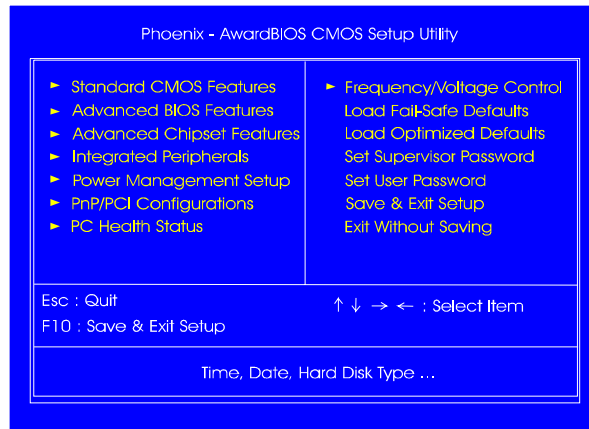 Phoenix - AwardBIOS CMOS Setup Utility
► Standard CMOS Features
► Advanced BIOS Features
► Advanced Chipset Features
► Integrated Peripherals
► Power Management Setup
► PnP/PCI Configurations
► PC Health Status
► Frequency/Voltage Control
Load Fail-Safe Defaults
Load Optimized Defaults
Set Supervisor Password
Set User Password
Save & Exit Setup
Exit Without Saving
Esc : Quit
F10 : Save & Exit Setup
↑ ↓ → ← : Select Item
Time, Date, Hard Disk Type ...